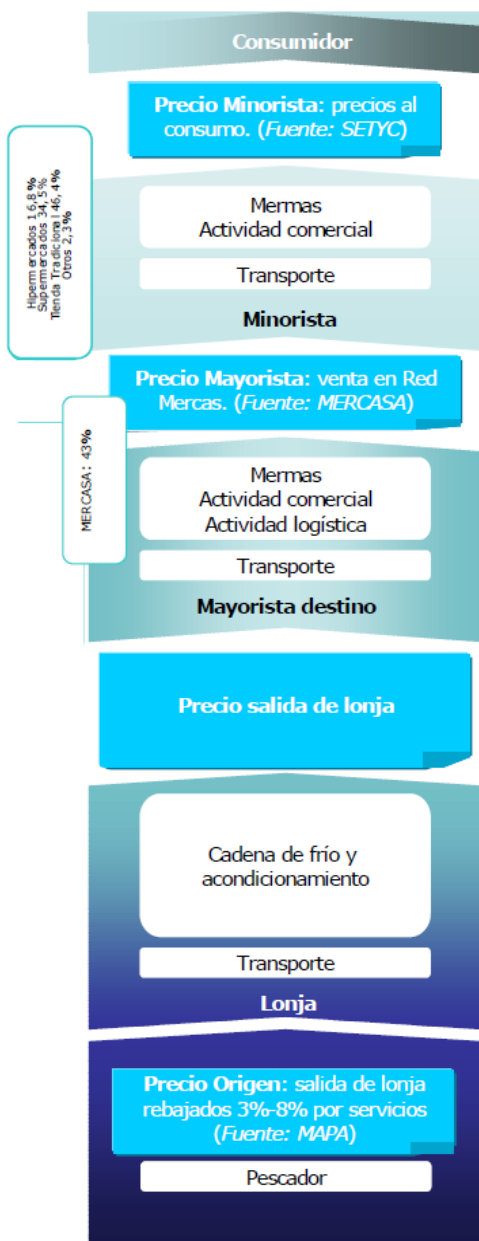 Consumidor
Precio Minorista: precios al
consumo. (Fuente: SETYC)
Hipermercados 16,8%
Supermercados 34,5%
Tienda Tradicional 46,4%
Otros 2,3%
Mermas
Actividad comercial
Transporte
Minorista
Precio Mayorista: venta en Red
Mercas. (Fuente: MERCASA)
MERCASA: 43%
Mermas
Actividad comercial
Actividad logística
Transporte
Mayorista destino
Precio salida de lonja
Cadena de frío y
acondicionamiento
Transporte
Lonja
Precio Origen: salida de lonja
rebajados 3%-8% por servicios
(Fuente: MAPA)
Pescador